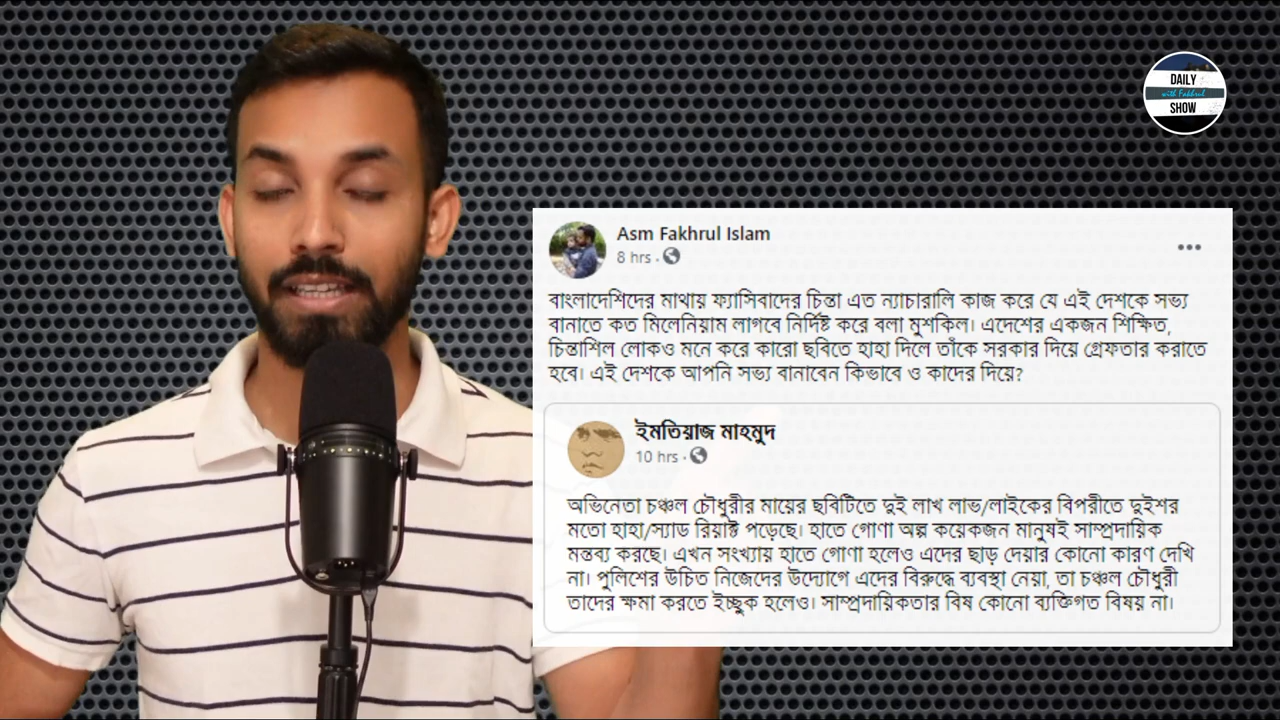 DAILY
with Fakhrul
SHOW
Asm Fakhrul Islam
8 hrs ·
বাংলাদেশিদের মাথায় ফ্যাসিবাদের চিন্তা এত ন্যাচারালি কাজ করে যে এই দেশকে সভ্য
বানাতে কত মিলেনিয়াম লাগবে নির্দিষ্ট করে বলা মুশকিল। এদেশের একজন শিক্ষিত,
চিন্তাশিল লোকও মনে করে কারো ছবিতে হাহা দিলে তাঁকে সরকার দিয়ে গ্রেফতার করাতে
হবে। এই দেশকে আপনি সভ্য বানাবেন কিভাবে ও কাদের দিয়ে?
ইমতিয়াজ মাহমুদ
10 hrs ·
অভিনেতা চঞ্চল চৌধুরীর মায়ের ছবিটিতে দুই লাখ লাভ/লাইকের বিপরীতে দুইশর
মতো হাহা/স্যাড রিয়াক্ট পড়েছে। হাতে গোণা অল্প কয়েকজন মানুষই সাম্প্রদায়িক
মন্তব্য করছে। এখন সংখ্যায় হাতে গোণা হলেও এদের ছাড় দেয়ার কোনো কারণ দেখি
না। পুলিশের উচিত নিজেদের উদ্যোগে এদের বিরুদ্ধে ব্যবস্থা নেয়া, তা চঞ্চল চৌধুরী
তাদের ক্ষমা করতে ইচ্ছুক হলেও। সাম্প্রদায়িকতার বিষ কোনো ব্যক্তিগত বিষয় না।